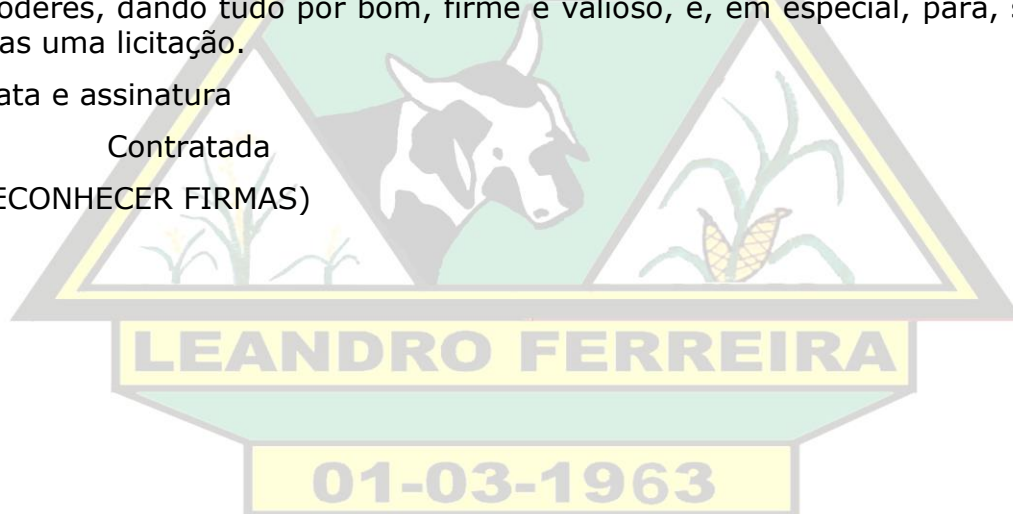 oderes, dando tudo por bom, firme e valioso, e, em especial, para, s
as uma licitação.
ata e assinatura
Contratada
ECONHECER FIRMAS)
LEANDRO FERREIRA
01-03-1963